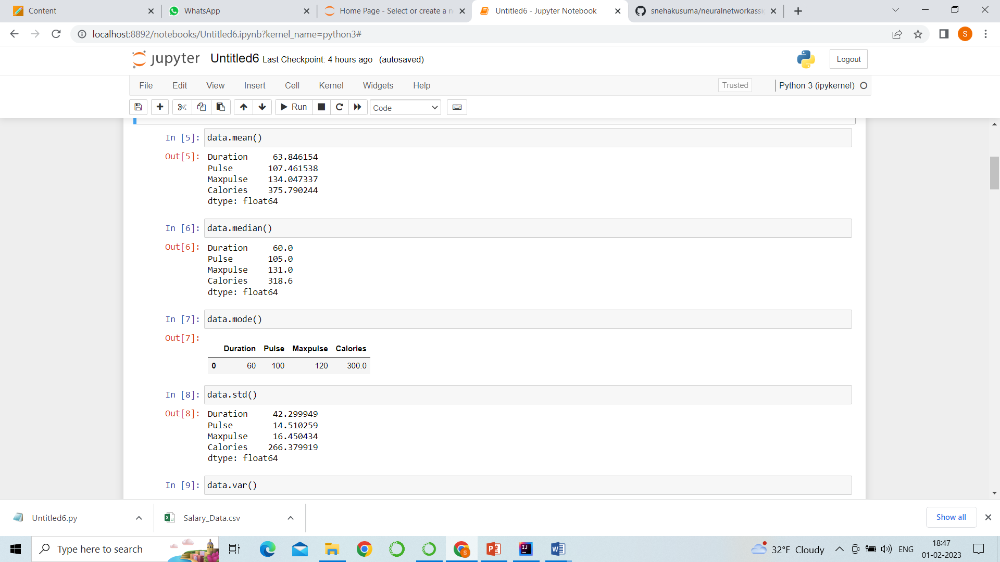 Content
WhatsApp
Home Page - Select or create a n
Untitled6 - Jupyter Notebook
snehakusuma/neuralnetworkassi
localhost:8892/notebooks/Untitled6.ipynb?kernel_name=python3#
S
jupyter Untitled6 Last Checkpoint: 4 hours ago (autosaved)
Logout
File Edit View Insert Cell Kernel Widgets Help
Trusted
Python 3 (ipykernel)
Run
Code
In [5]: data.mean()
Out[5]: Duration 63.846154
Pulse 107.461538
Maxpulse 134.047337
Calories 375.790244
dtype: float64
In [6]: data.median()
Out[6]: Duration 60.0
Pulse 105.0
Maxpulse 131.0
Calories 318.6
dtype: float64
In [7]: data.mode()
Out[7]:
Duration Pulse Maxpulse Calories
0 60 100 120 300.0
In [8]: data.std()
Out[8]: Duration 42.299949
Pulse 14.510259
Maxpulse 16.450434
Calories 266.379919
dtype: float64
In [9]: data.var()
Untitled6.py
Salary_Data.csv
Show all
Type here to search
32°F Cloudy
ENG
18:47
01-02-2023